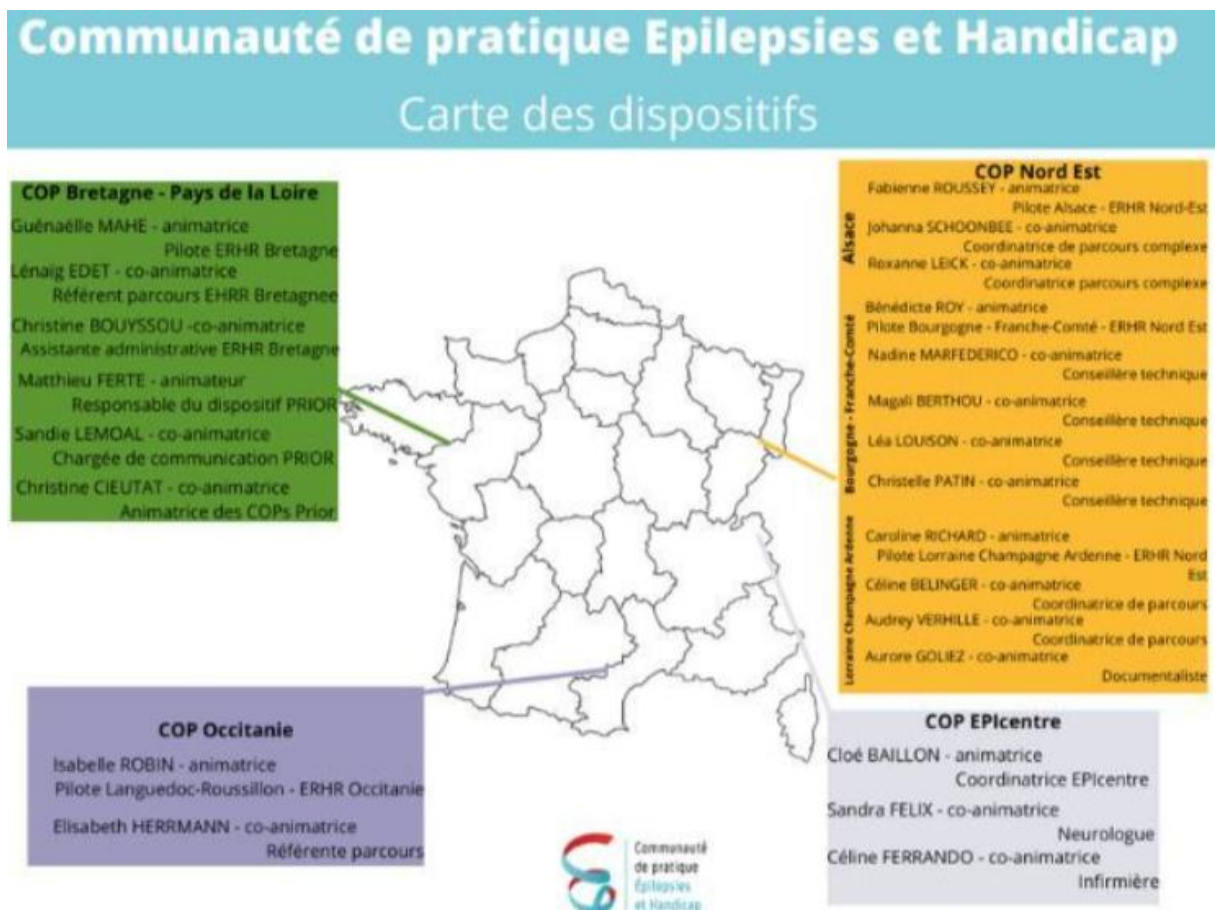 Communauté de pratique Epilepsies et Handicap
Carte des dispositifs
COP Bretagne - Pays de la Loire
Guénaëlle MAHE - animatrice
Pilote ERHR Bretagne
Lénaig EDET - co-animatrice
Référent parcours EHRR Bretagnee
Christine BOUYSSOU -co-animatrice
Assistante administrative ERHR Bretagne
Matthieu FERTE - animateur
Responsable du dispositif PRIOR
Sandie LEMOAL - co-animatrice
Chargée de communication PRIOR
Christine CIEUTAT - co-animatrice
Animatrice des COPs Prior
COP Nord Est
Alsace
Fabienne ROUSSEY - animatrice
Pilote Alsace - ERHR Nord-Est
Johanna SCHOONBEE - co-animatrice
Coordinatrice de parcours complexe
Roxanne LEICK - co-animatrice
Coordinatrice parcours complexe
Bourgogne - Franche-Comté
Bénédicte ROY - animatrice
Pilote Bourgogne - Franche-Comté - ERHR Nord Est
Nadine MARFEDERICO - co-animatrice
Conseillère technique
Magali BERTHOU - co-animatrice
Conseillère technique
Léa LOUISON - co-animatrice
Conseillère technique
Christelle PATIN - co-animatrice
Conseillère technique
Lorraine Champagne Ardenne
Caroline RICHARD - animatrice
Pilote Lorraine Champagne Ardenne - ERHR Nord
Est
Céline BELINGER - co-animatrice
Coordinatrice de parcours
Audrey VERHILLE - co-animatrice
Coordinatrice de parcours
Aurore GOLIEZ - co-animatrice
Documentaliste
COP Occitanie
Isabelle ROBIN - animatrice
Pilote Languedoc-Roussillon - ERHR Occitanie
Elisabeth HERRMANN - co-animatrice
Référente parcours
COP EPIcentre
Cloé BAILLON - animatrice
Coordinatrice EPIcentre
Sandra FELIX - co-animatrice
Neurologue
Céline FERRANDO - co-animatrice
Infirmière
Communauté
de pratique
Épilepsies
et Handicap